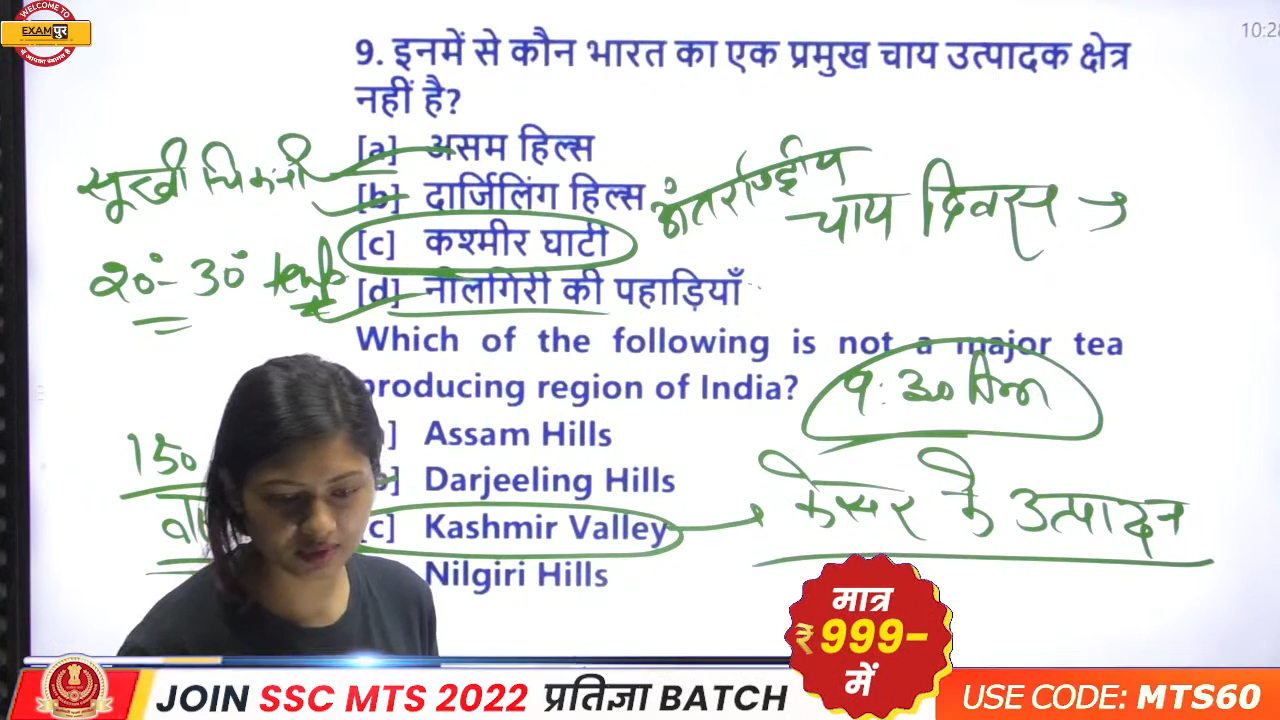 WELCOME TO
EXAMपुर
10:28
9. इनमें से कौन भारत का एक प्रमुख चाय उत्पादक क्षेत्र
नहीं है?
[a] असम हिल्स
[b] दार्जिलिंग हिल्स
[c] कश्मीर घाटी
[d] नीलगिरी की पहाड़ियाँ
20°-30° temp
चाय दिवस →
Which of the following is not a major tea
producing region of India?
Assam Hills
Darjeeling Hills
[c] Kashmir Valley
Nilgiri Hills
9:30 Am
केसर के उत्पादन
150
मात्र
₹999-
में
JOIN SSC MTS 2022 प्रतिज्ञा BATCH
USE CODE: MTS60